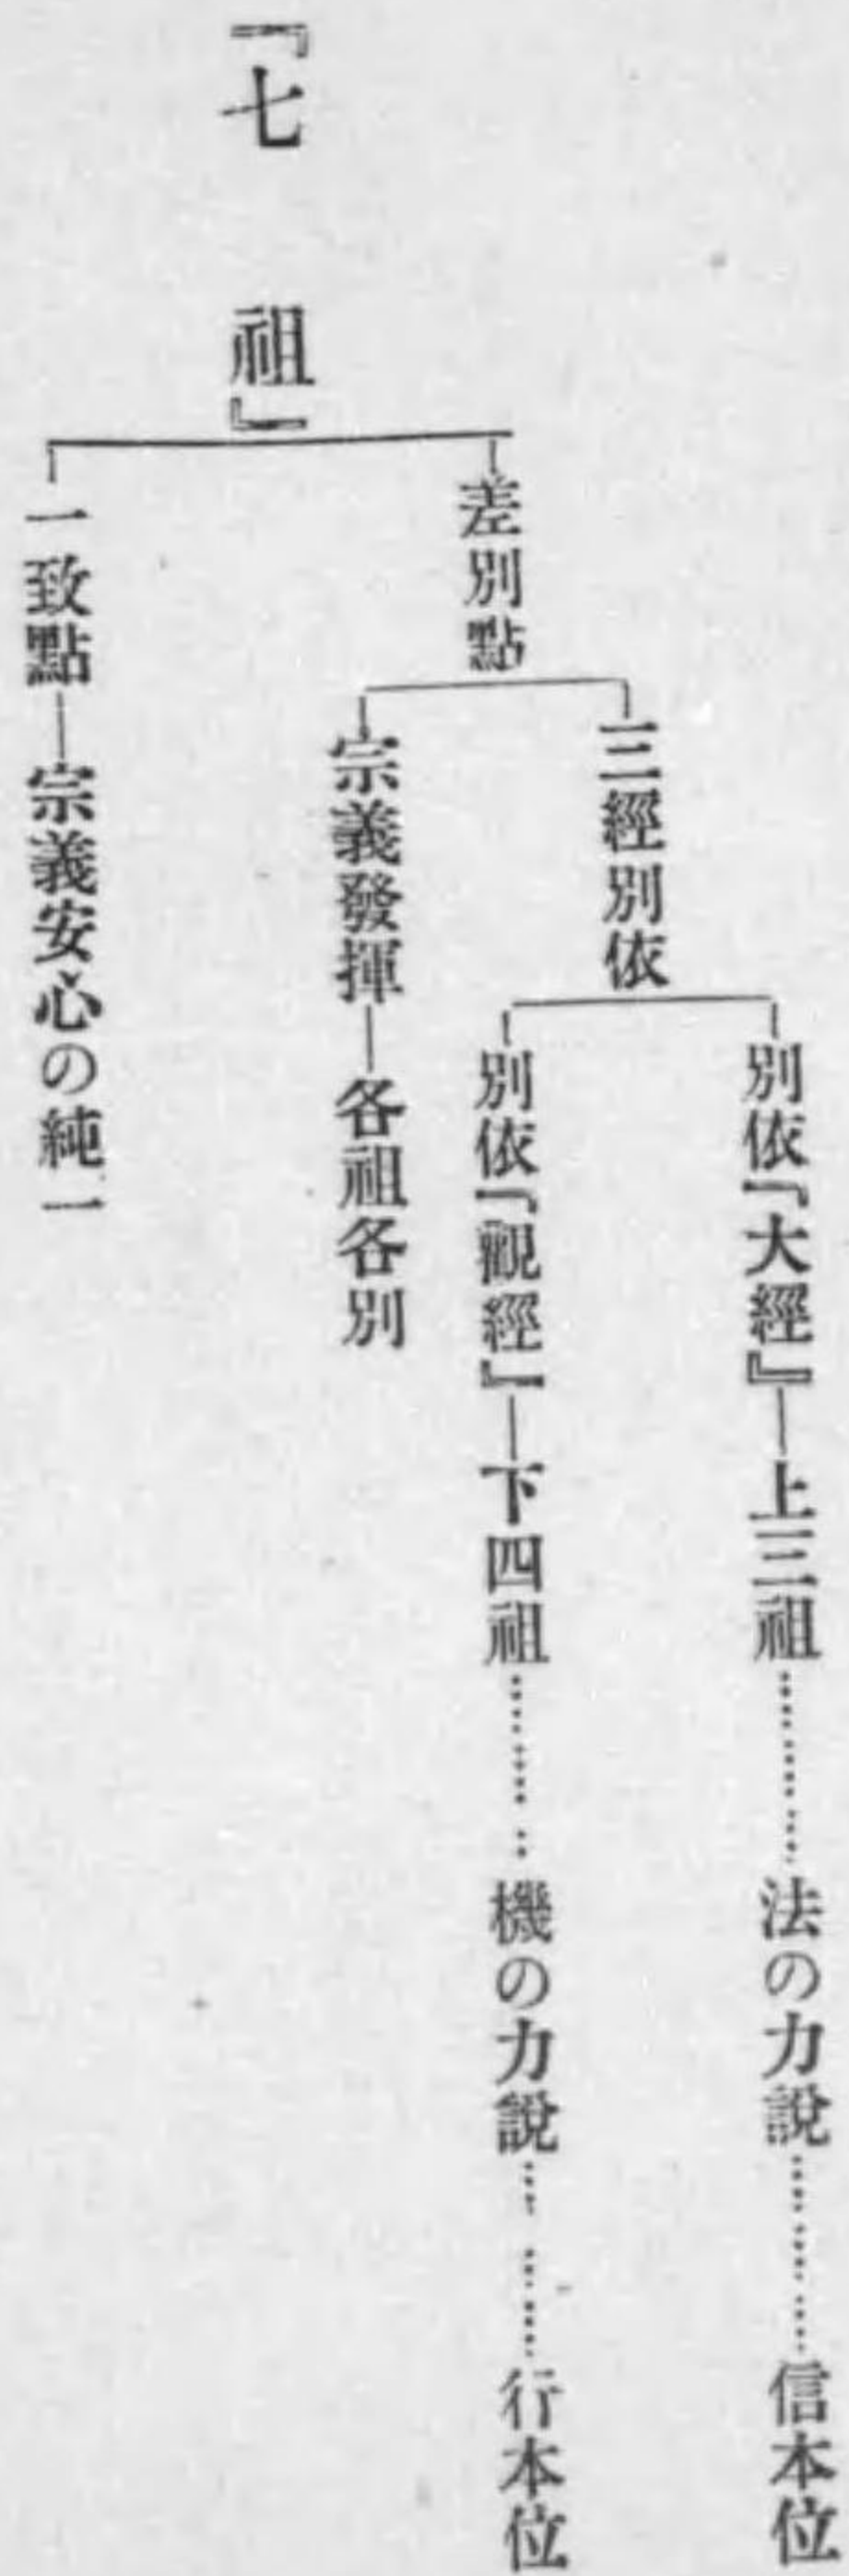 『七祖』
差別點
三經別依
別依『大經』―上三祖…………法の力說…………信本位
別依『觀經』―下四祖…………機の力說…………行本位
宗義發揮―各祖各別
一致點―宗義安心の純一